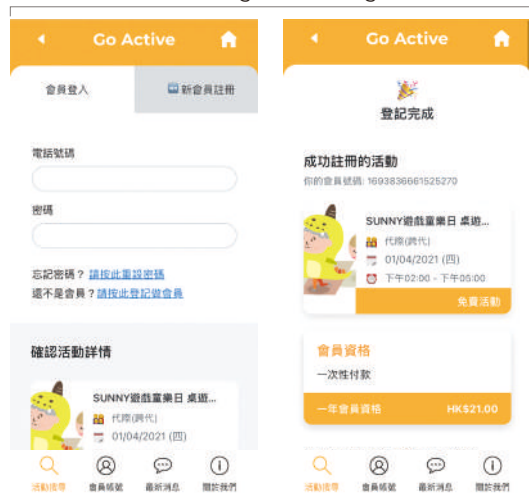 Go Active
會員登入
新會員註冊
電話號碼
密碼
忘記密碼？ 請按此重設密碼
還不是會員？請按此登記做會員
確認活動詳情
SUNNY遊戲童樂日 桌遊...
代際(跨代)
01/04/2021 (四)
活動搜尋
會員帳號
最新消息
關於我們
Go Active
登記完成
成功註冊的活動
你的會員號碼: 1693836661525270
SUNNY遊戲童樂日 桌遊...
代際(跨代)
01/04/2021 (四)
下午02:00 - 下午05:00
免費活動
會員資格
一次性付款
一年會員資格 HK$21.00
活動搜尋
會員帳號
最新消息
關於我們